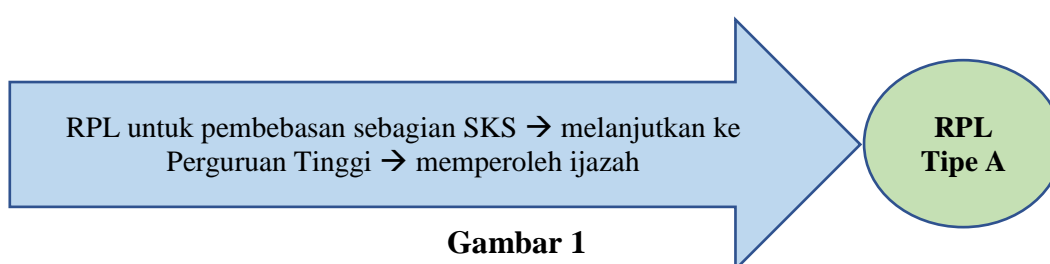 RPL untuk pembebasan sebagian SKS → melanjutkan ke
Perguruan Tinggi → memperoleh ijazah
RPL
Tipe A
Gambar 1